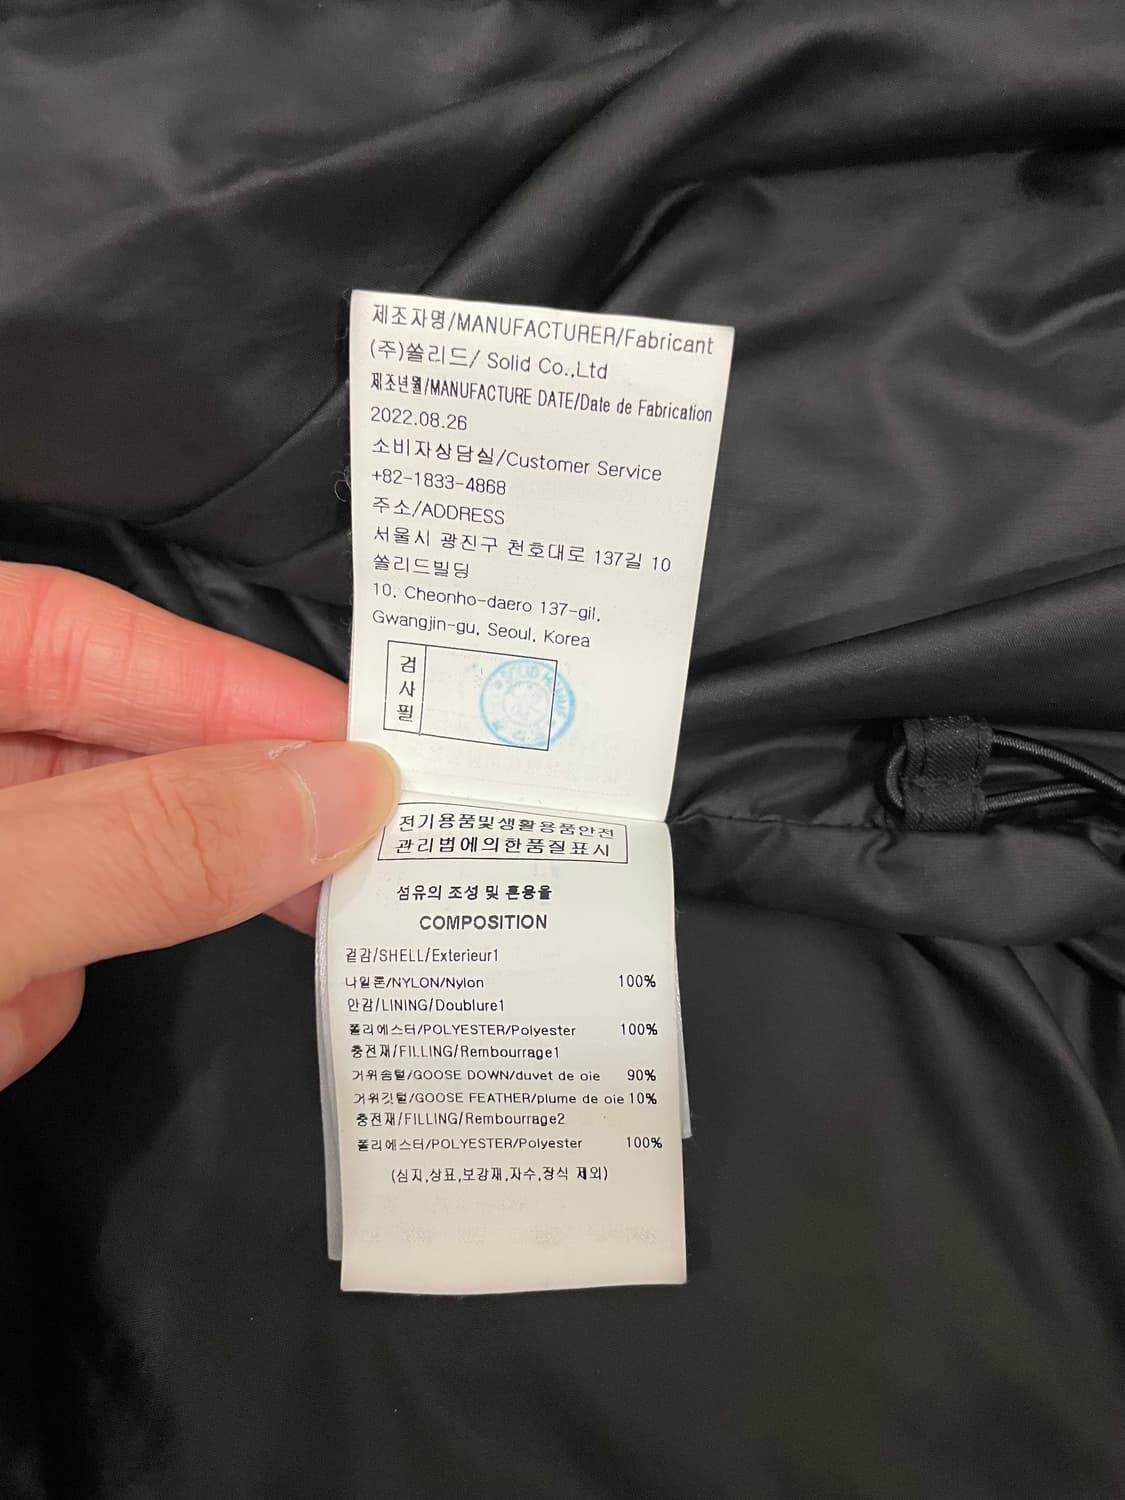 제조자명/MANUFACTURER/Fabricant
(주)쏠리드/ Solid Co.,Ltd
제조년월/MANUFACTURE DATE/Date de Fabrication
2022.08.26
소비자상담실/Customer Service
+82-1833-4868
주소/ADDRESS
서울시 광진구 천호대로 137길 10
쏠리드빌딩
10, Cheonho-daero 137-gil,
Gwangjin-gu, Seoul, Korea
검사필
SOLID
전기용품및생활용품안전
관리법에의한품질표시
섬유의 조성 및 혼용율
COMPOSITION
겉감/SHELL/Exterieur1
나일론/NYLON/Nylon 100%
안감/LINING/Doublure1
폴리에스터/POLYESTER/Polyester 100%
충전재/FILLING/Rembourrage1
거위솜털/GOOSE DOWN/duvet de oie 90%
거위깃털/GOOSE FEATHER/plume de oie 10%
충전재/FILLING/Rembourrage2
폴리에스터/POLYESTER/Polyester 100%
(심지,상표,보강재,자수,장식 제외)